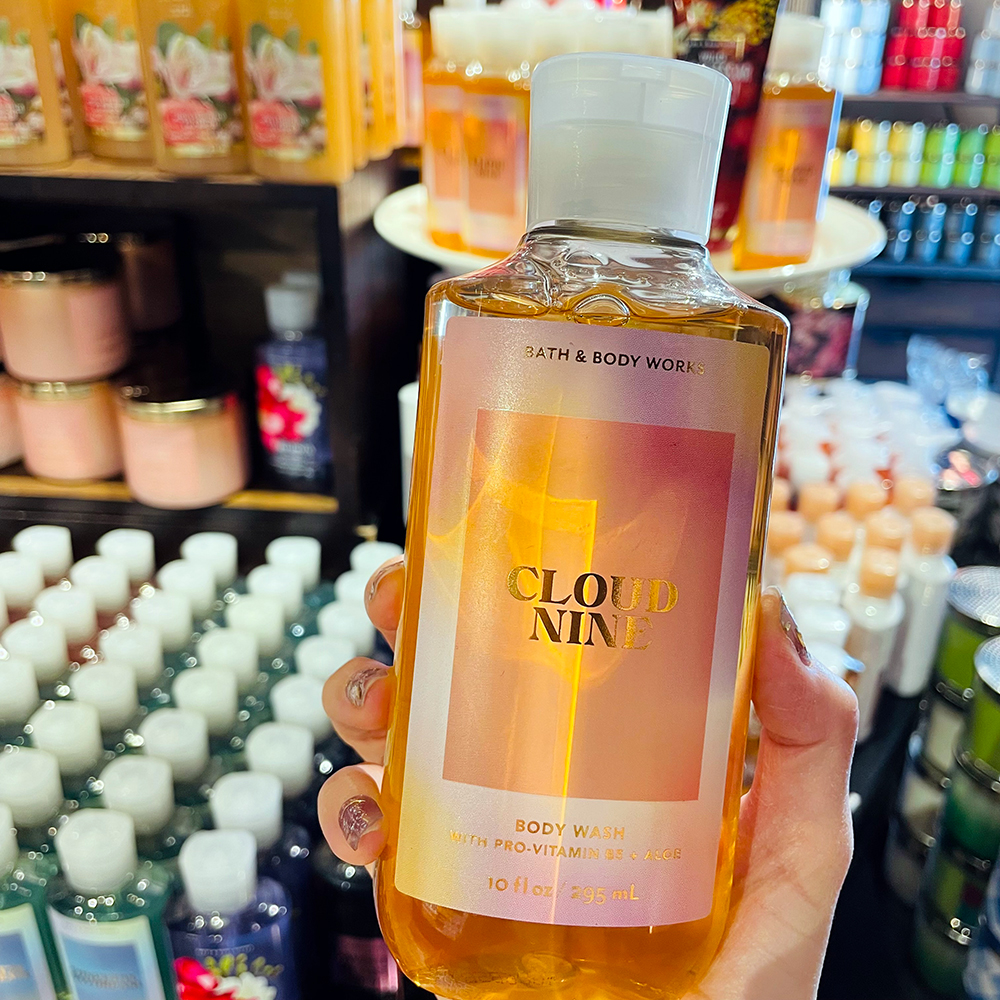 BATH & BODY WORKS
CLOUD
NINE
BODY WASH
WITH PRO-VITAMIN B5 + ALOE
10 fl oz / 295 mL